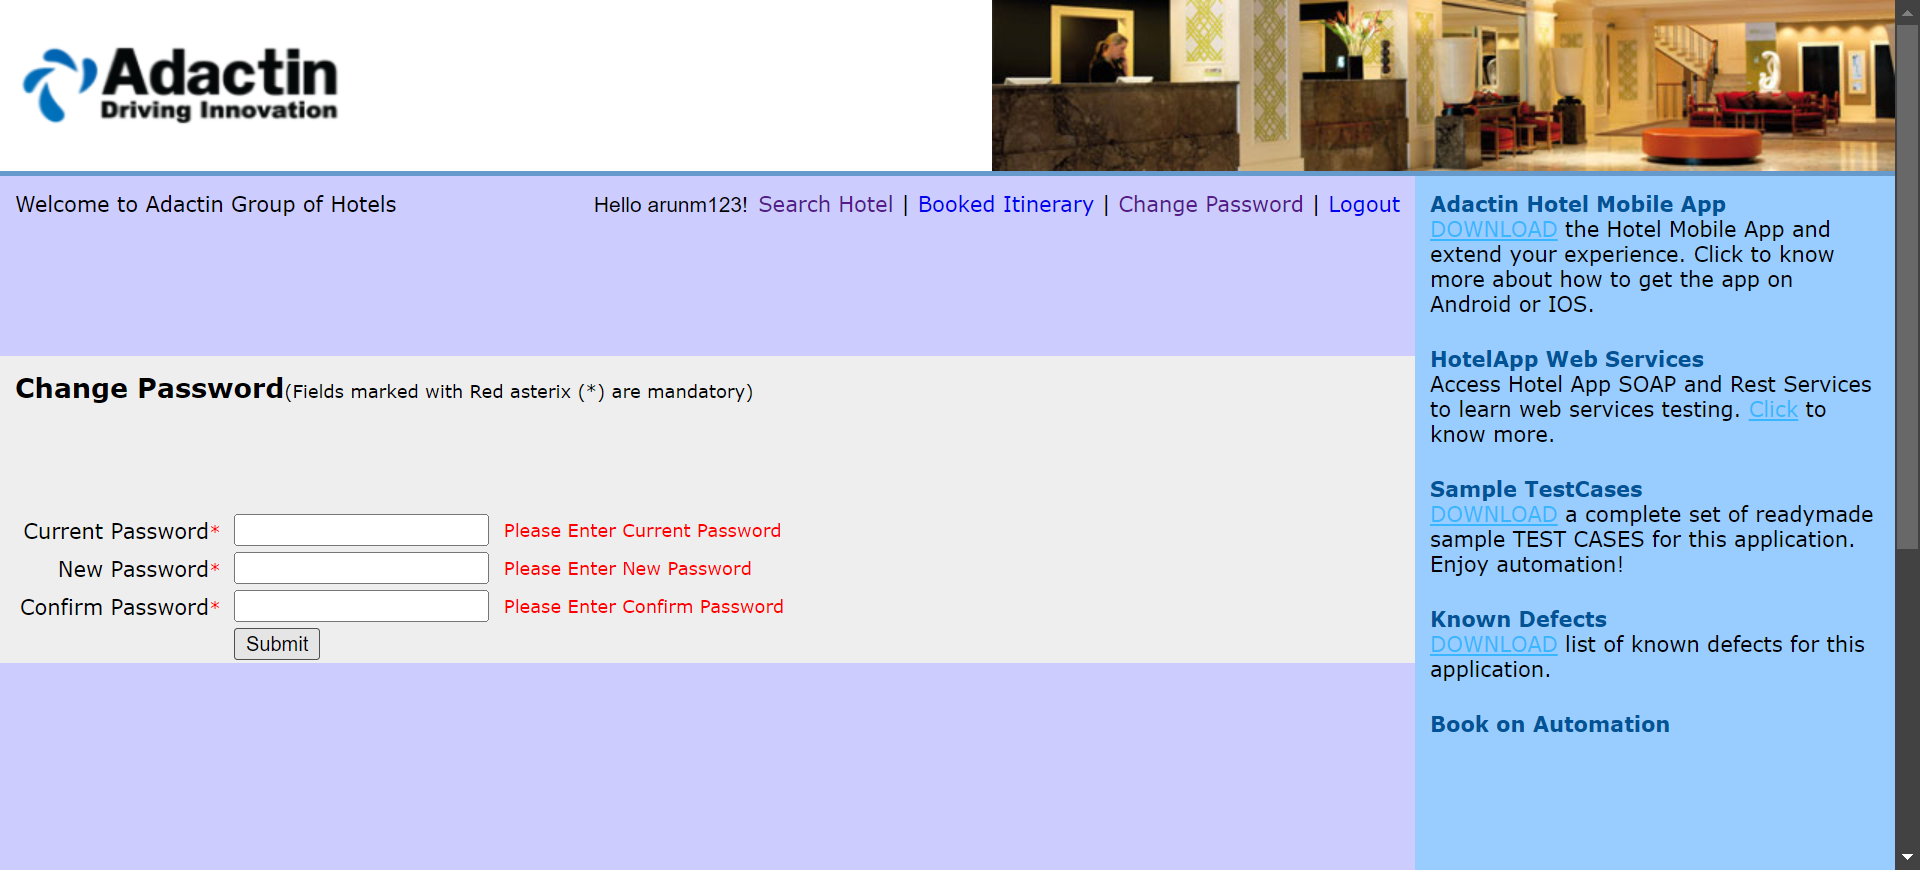 Adactin
Driving Innovation
Welcome to Adactin Group of Hotels
Hello arunm123! Search Hotel | Booked Itinerary | Change Password | Logout
Change Password(Fields marked with Red asterix (*) are mandatory)
Current Password* Please Enter Current Password
New Password* Please Enter New Password
Confirm Password* Please Enter Confirm Password
Submit
Adactin Hotel Mobile App
DOWNLOAD the Hotel Mobile App and
extend your experience. Click to know
more about how to get the app on
Android or IOS.
HotelApp Web Services
Access Hotel App SOAP and Rest Services
to learn web services testing. Click to
know more.
Sample TestCases
DOWNLOAD a complete set of readymade
sample TEST CASES for this application.
Enjoy automation!
Known Defects
DOWNLOAD list of known defects for this
application.
Book on Automation